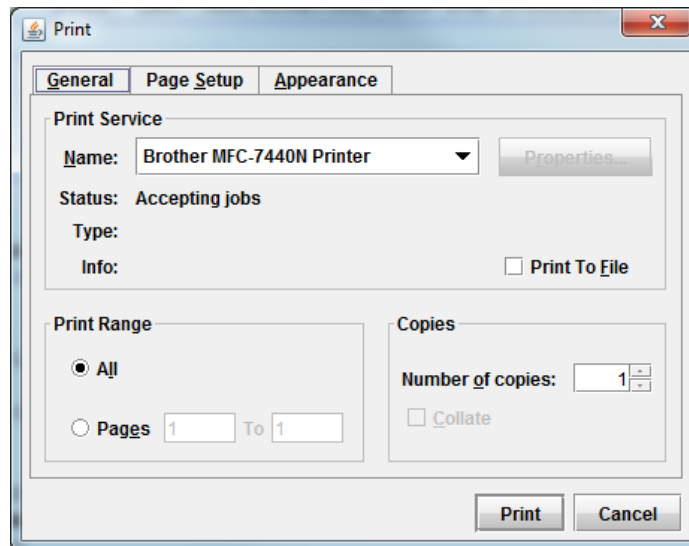 Print
General Page Setup Appearance
Print Service
Name: Brother MFC-7440N Printer Properties...
Status: Accepting jobs
Type:
Info: Print To File
Print Range Copies
All Number of copies: 1
Pages 1 To 1 Collate
Print Cancel